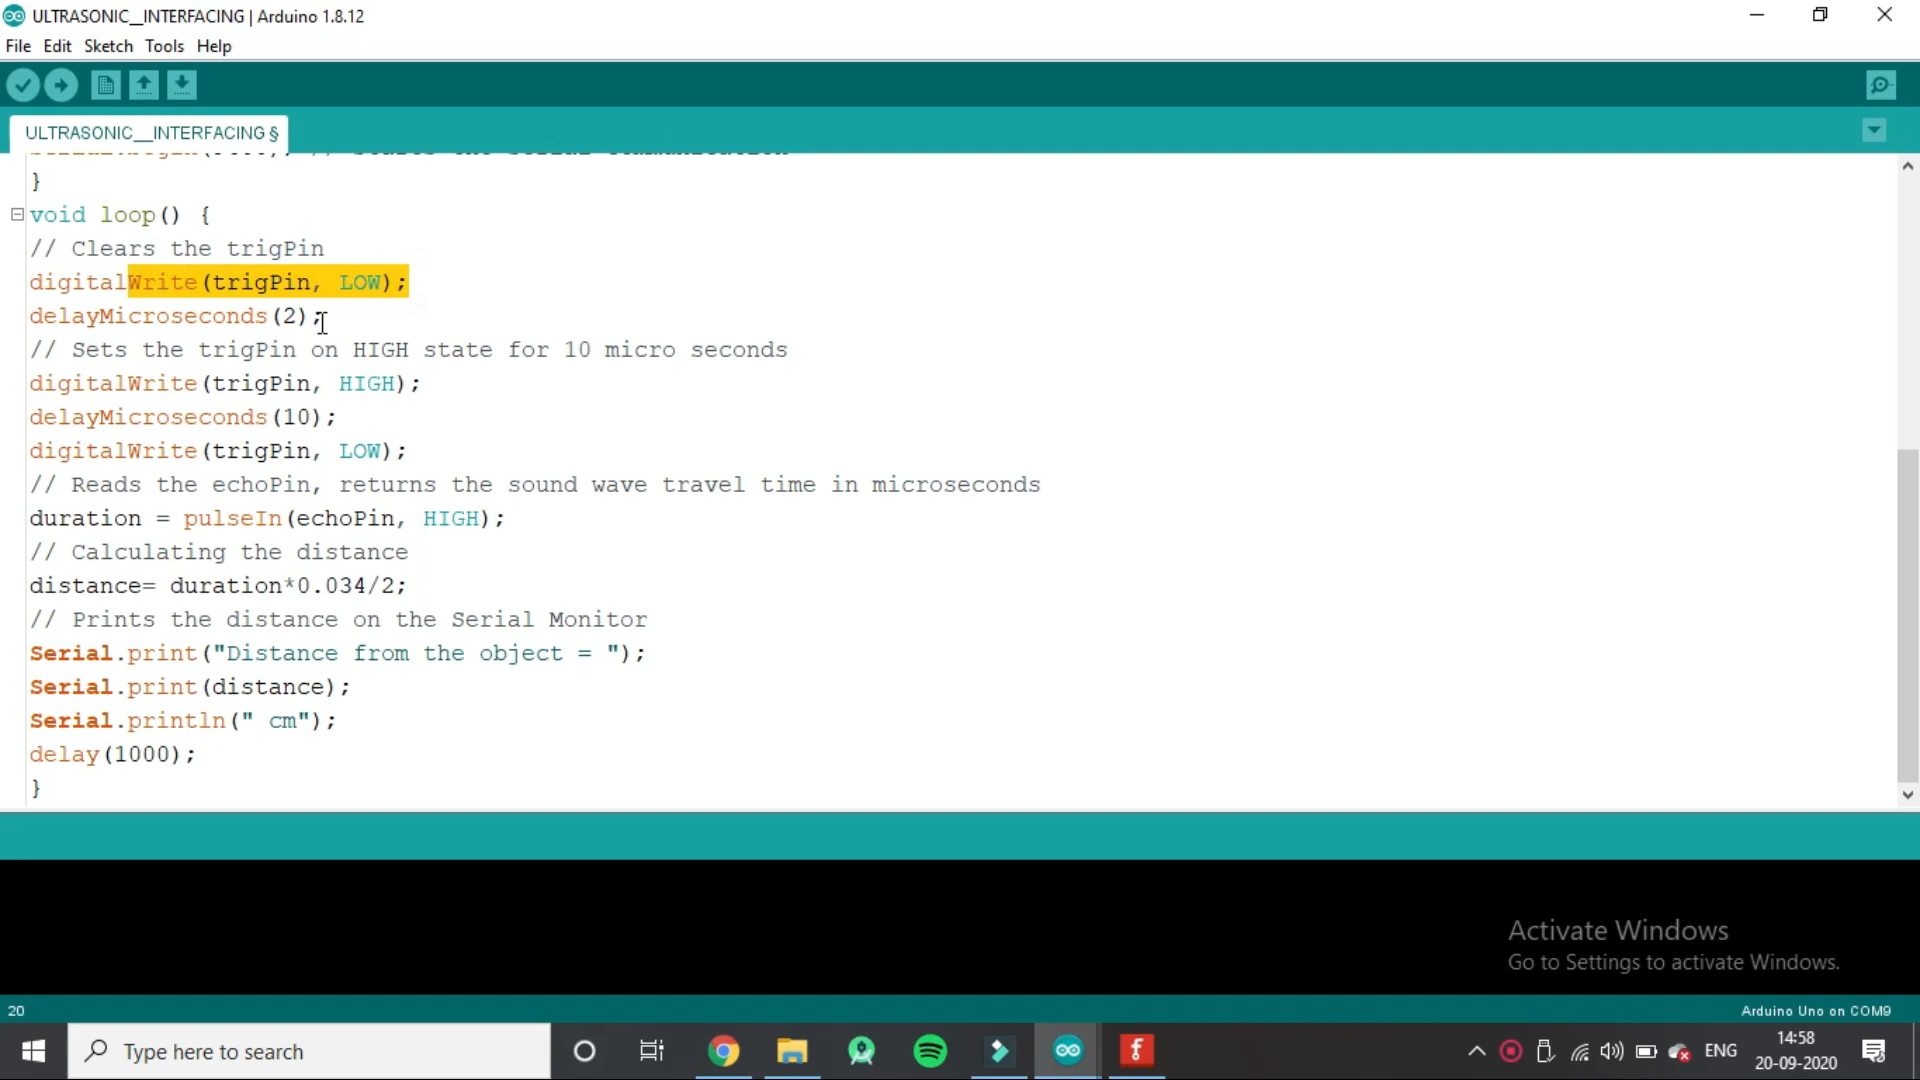 ULTRASONIC__INTERFACING | Arduino 1.8.12
File Edit Sketch Tools Help
ULTRASONIC__INTERFACING §
}
void loop() {
// Clears the trigPin
digitalWrite(trigPin, LOW);
delayMicroseconds(2);
// Sets the trigPin on HIGH state for 10 micro seconds
digitalWrite(trigPin, HIGH);
delayMicroseconds(10);
digitalWrite(trigPin, LOW);
// Reads the echoPin, returns the sound wave travel time in microseconds
duration = pulseIn(echoPin, HIGH);
// Calculating the distance
distance= duration*0.034/2;
// Prints the distance on the Serial Monitor
Serial.print("Distance from the object = ");
Serial.print(distance);
Serial.println(" cm");
delay(1000);
}
Activate Windows
Go to Settings to activate Windows.
20
Arduino Uno on COM9
Type here to search
ENG
14:58
20-09-2020